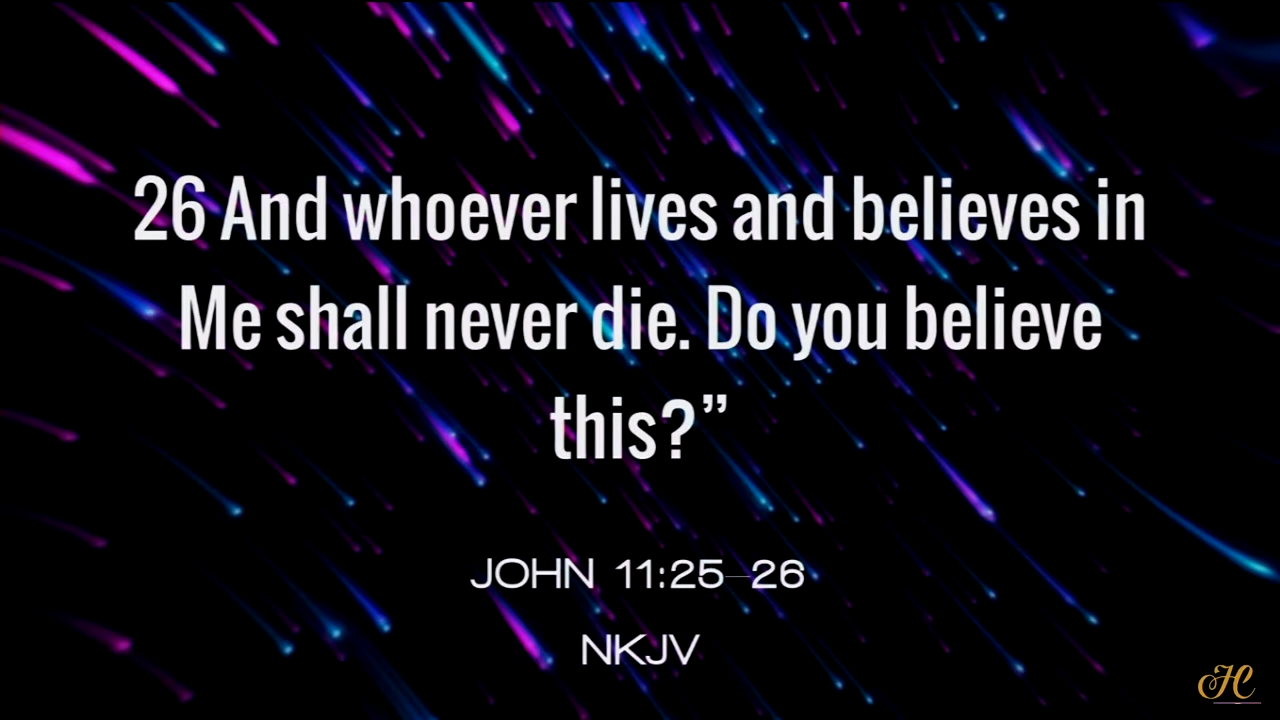 26 And whoever lives and believes in
Me shall never die. Do you believe
this?”
JOHN 11:25–26
NKJV
HC